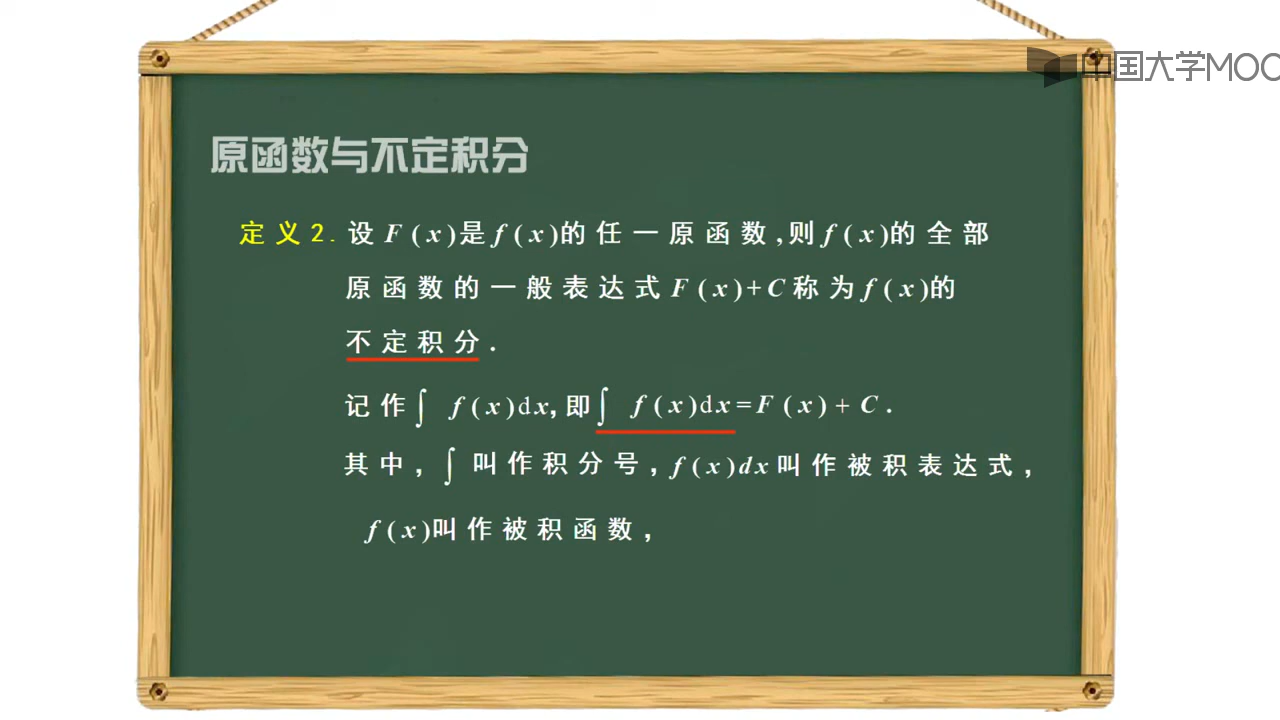 中国大学MOO
原函数与不定积分
定义2. 设F(x)是f(x)的任一原函数,则f(x)的全部
原函数的一般表达式F(x)+C称为f(x)的
不定积分.
记作∫ f(x)dx,即∫ f(x)dx=F(x)+C.
其中,∫叫作积分号,f(x)dx叫作被积表达式,
f(x)叫作被积函数,